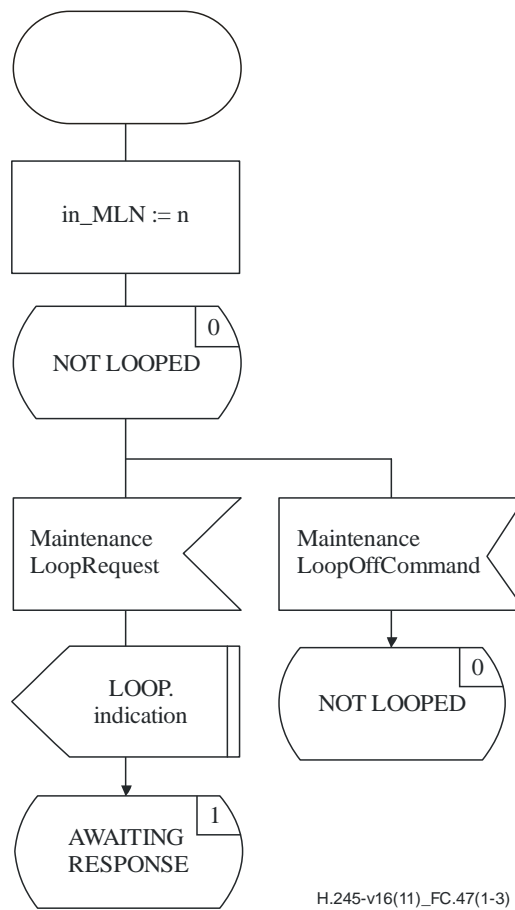 in_MLN := n
0
NOT LOOPED
Maintenance
LoopRequest
Maintenance
LoopOffCommand
LOOP.
indication
0
NOT LOOPED
1
AWAITING
RESPONSE
H.245-v16(11)_FC.47(1-3)